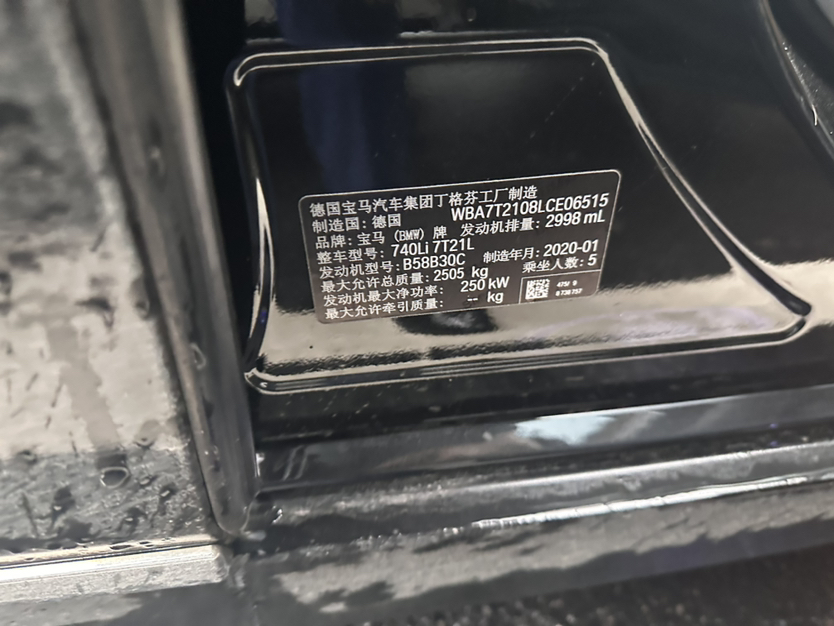 德国宝马汽车集团丁格芬工厂制造
制造国: 德国 WBA7T2108LCE06515
品牌: 宝马 (BMW) 牌 发动机排量: 2998 mL
整车型号: 740Li 7T21L
发动机型号: B58B30C 制造年月: 2020-01
最大允许总质量: 2505 kg 乘坐人数: 5
发动机最大净功率: 250 kW
最大允许牵引质量: -- kg
475/ D
8 738 757